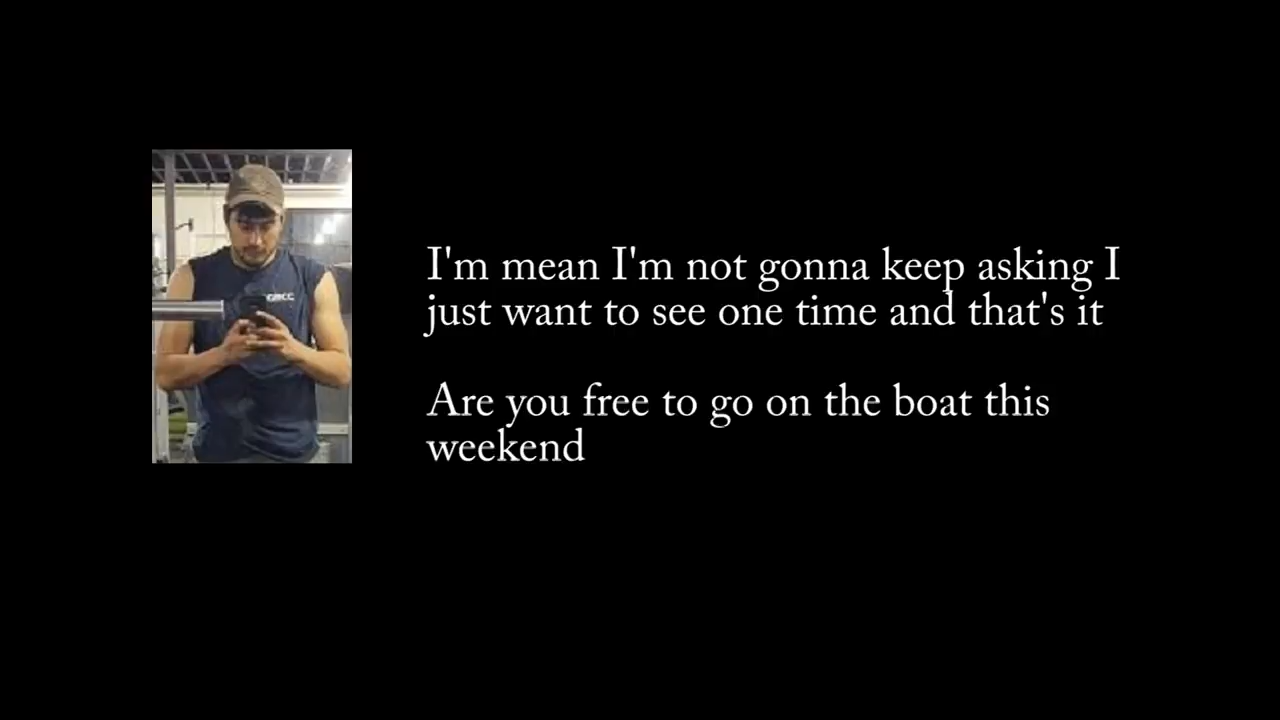 I'm mean I'm not gonna keep asking I
just want to see one time and that's it
Are you free to go on the boat this
weekend